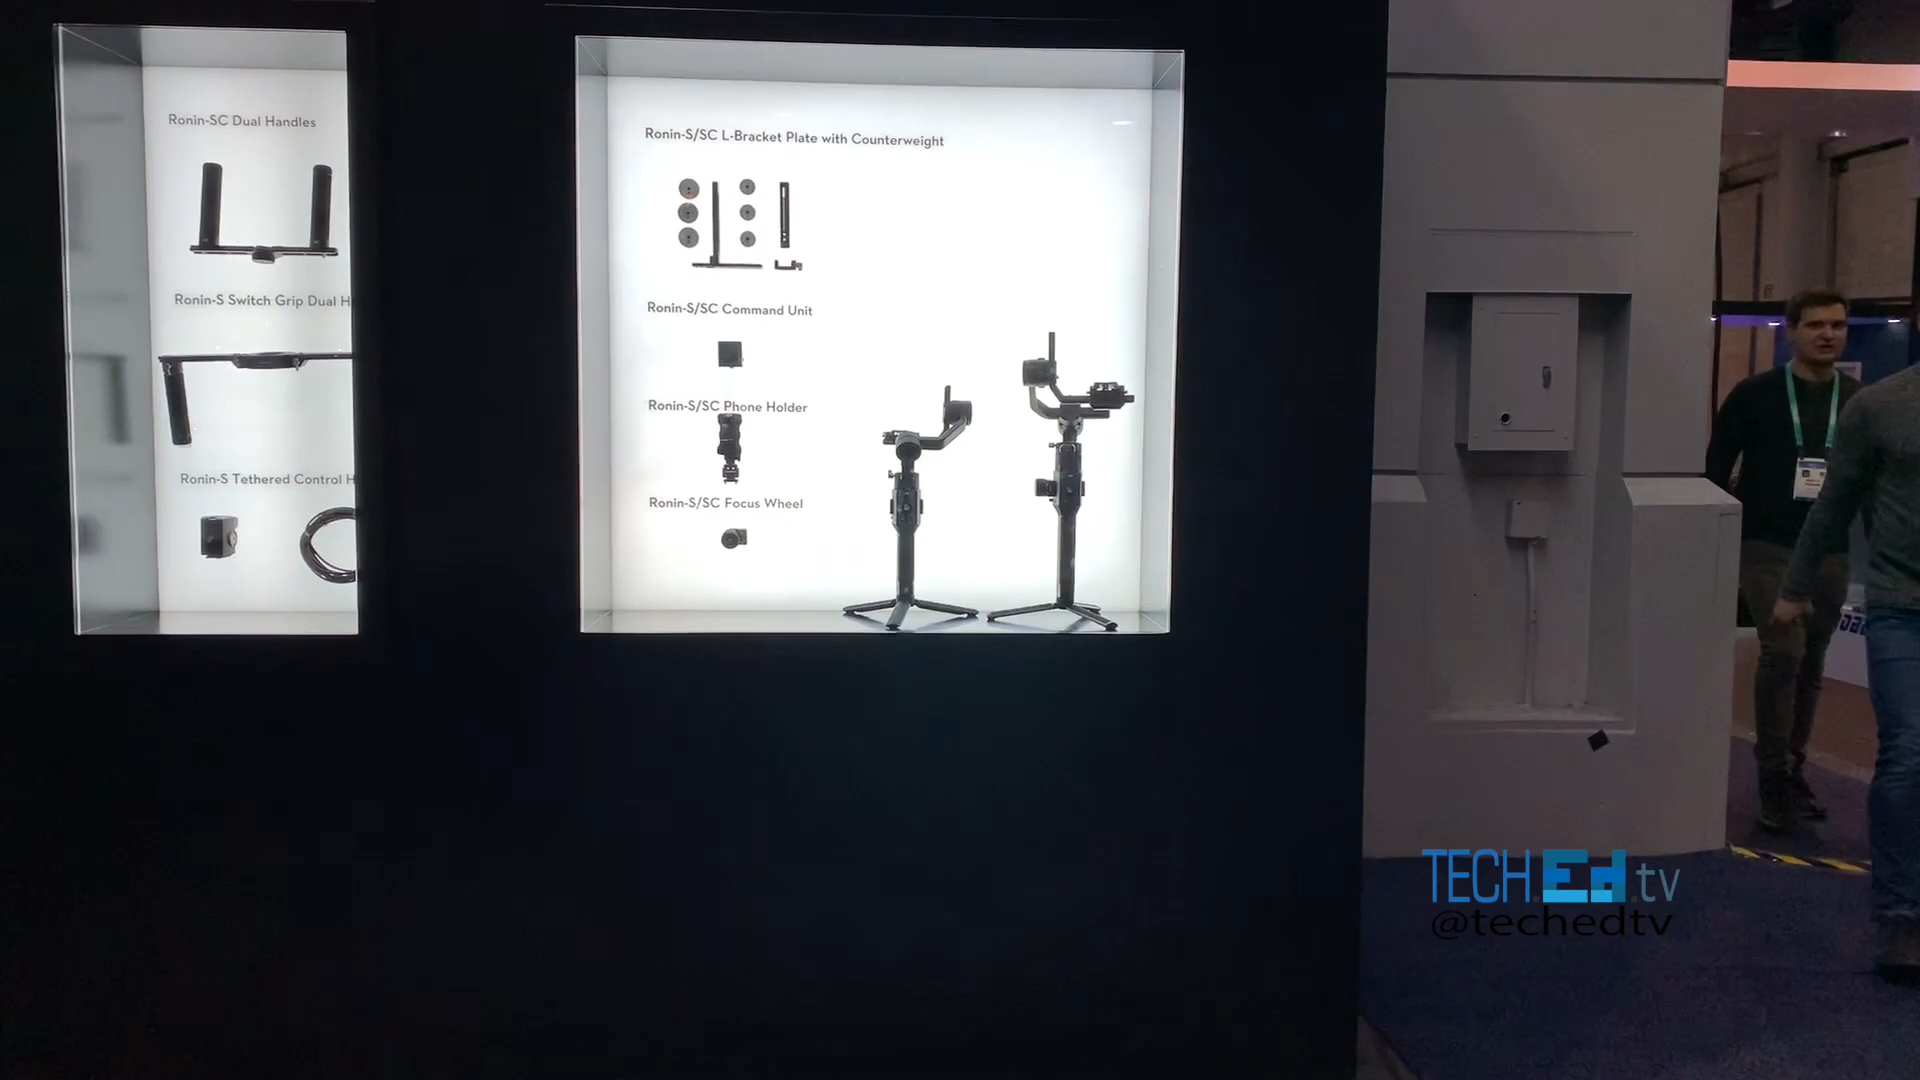 Ronin-SC Dual Handles
Ronin-S Switch Grip Dual H
Ronin-S Tethered Control H
Ronin-S/SC L-Bracket Plate with Counterweight
Ronin-S/SC Command Unit
Ronin-S/SC Phone Holder
Ronin-S/SC Focus Wheel
TECH.Ed.tv
@techedtv